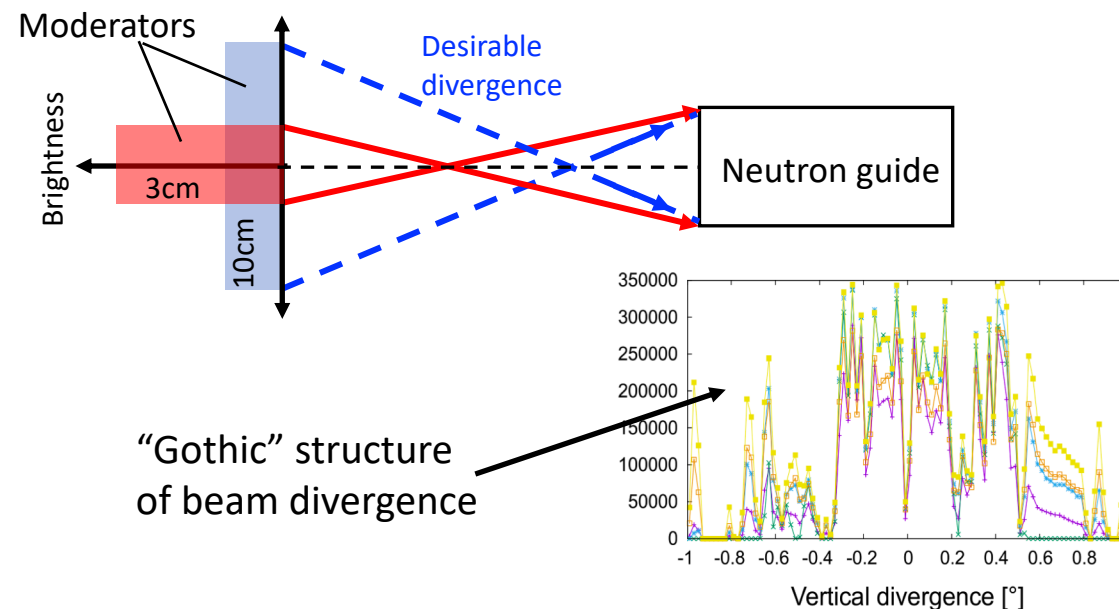 Moderators
Desirable
divergence
Brightness
3cm
10cm
Neutron guide
“Gothic” structure
of beam divergence
350000
300000
250000
200000
150000
100000
50000
0
-1 -0.8 -0.6 -0.4 -0.2 0 0.2 0.4 0.6 0.8 1
Vertical divergence [°]